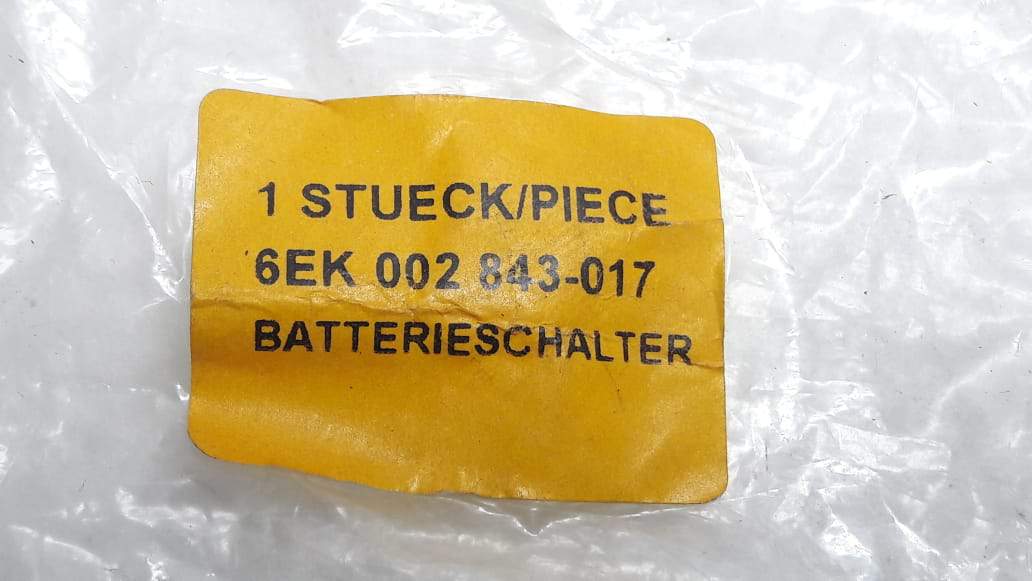 1 STUECK/PIECE
6EK 002 843-017
BATTERIESCHALTER